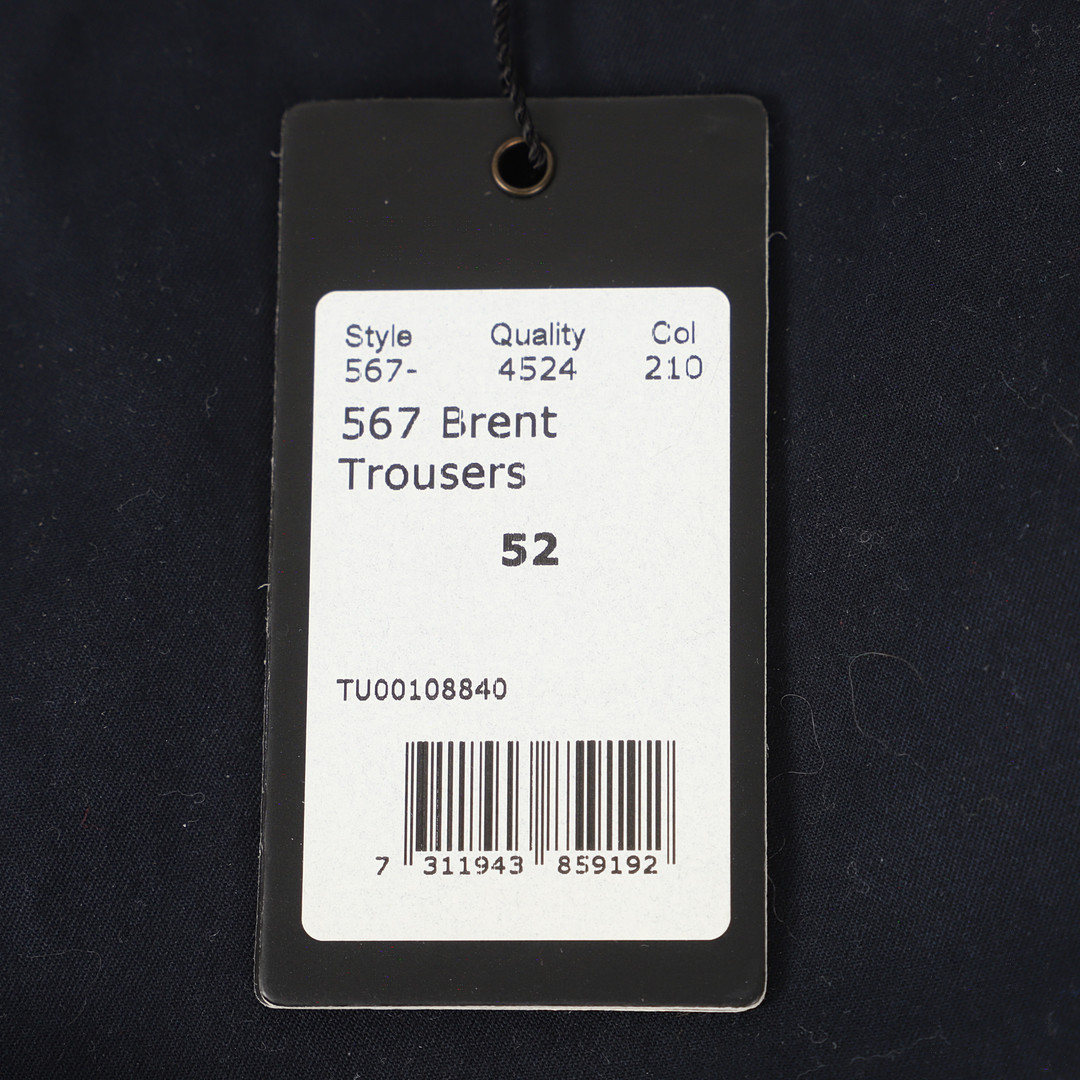 Style Quality Col
567- 4524 210
567 Brent
Trousers
52
TU00108840
7 311943 859192